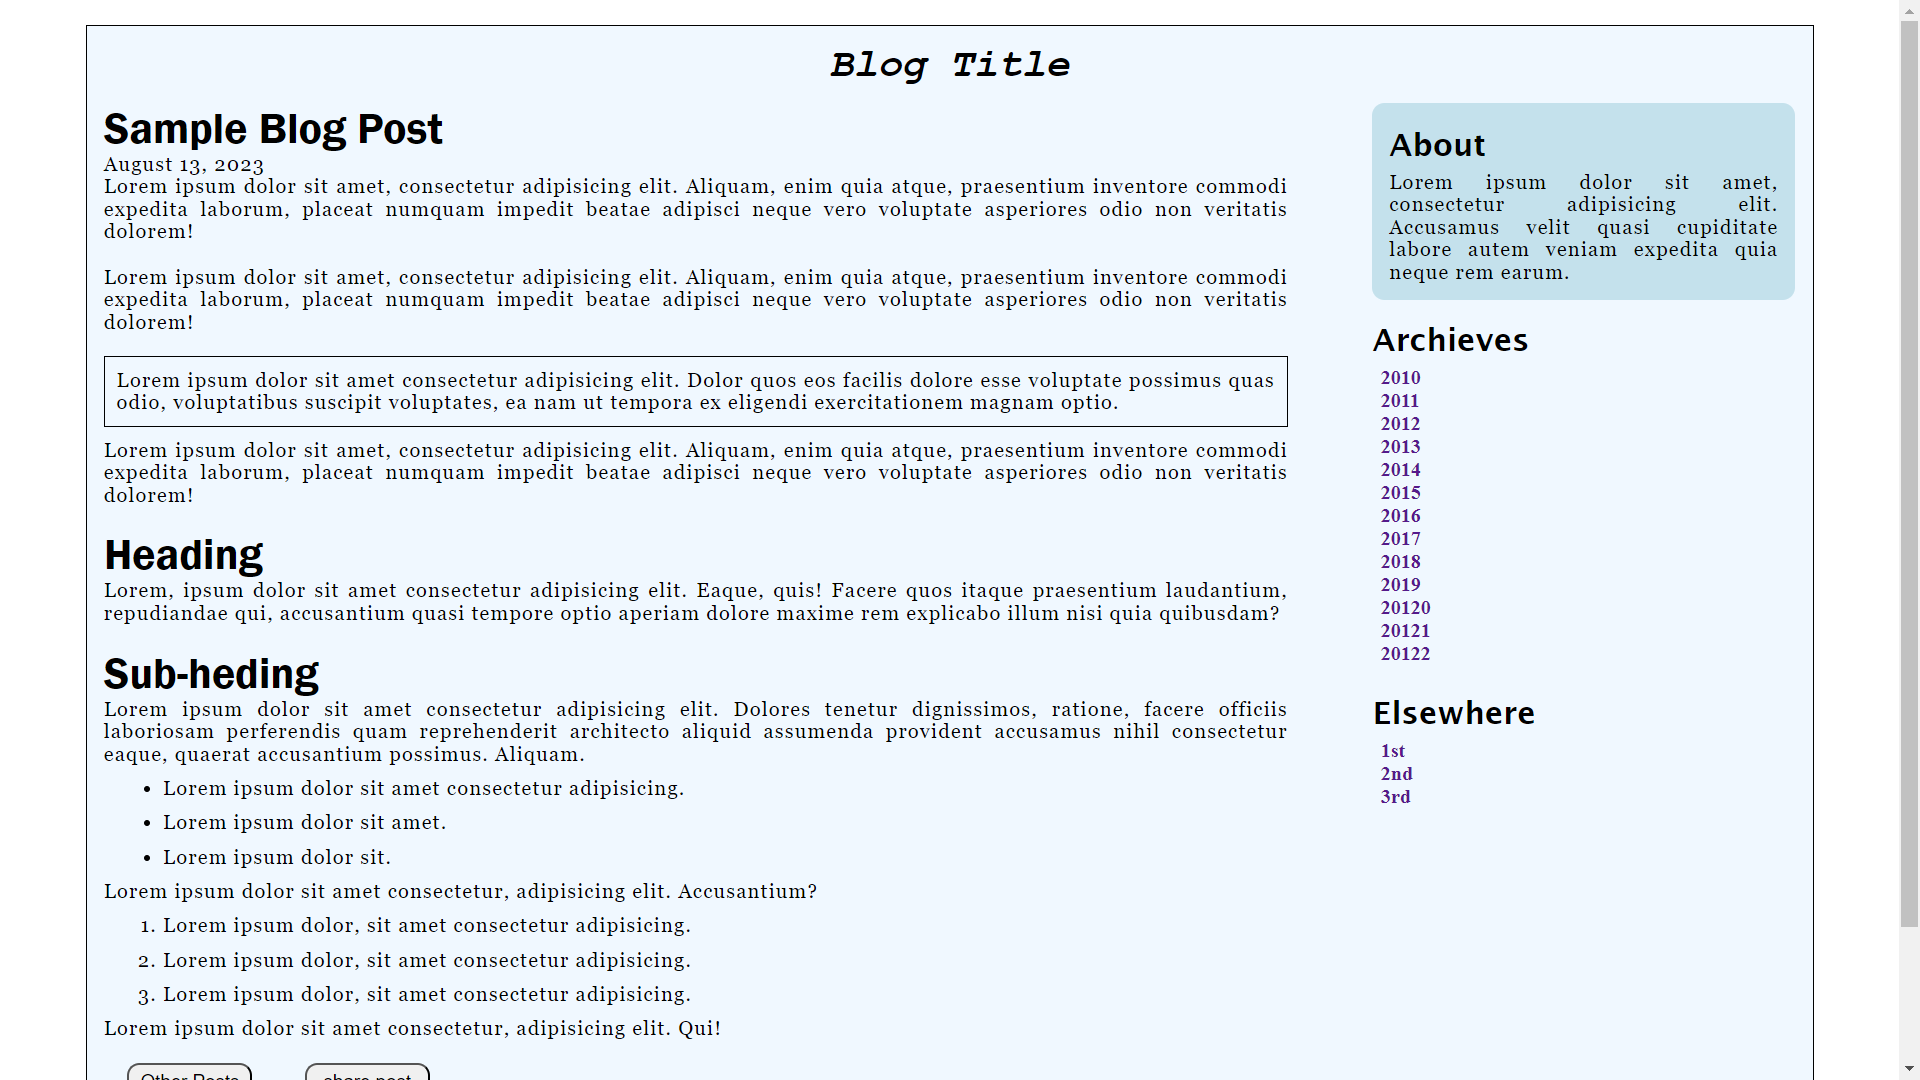 Blog Title
Sample Blog Post
August 13, 2023
Lorem ipsum dolor sit amet, consectetur adipisicing elit. Aliquam, enim quia atque, praesentium inventore commodi
expedita laborum, placeat numquam impedit beatae adipisci neque vero voluptate asperiores odio non veritatis
dolorem!
Lorem ipsum dolor sit amet, consectetur adipisicing elit. Aliquam, enim quia atque, praesentium inventore commodi
expedita laborum, placeat numquam impedit beatae adipisci neque vero voluptate asperiores odio non veritatis
dolorem!
Lorem ipsum dolor sit amet consectetur adipisicing elit. Dolor quos eos facilis dolore esse voluptate possimus quas
odio, voluptatibus suscipit voluptates, ea nam ut tempora ex eligendi exercitationem magnam optio.
Lorem ipsum dolor sit amet, consectetur adipisicing elit. Aliquam, enim quia atque, praesentium inventore commodi
expedita laborum, placeat numquam impedit beatae adipisci neque vero voluptate asperiores odio non veritatis
dolorem!
Heading
Lorem, ipsum dolor sit amet consectetur adipisicing elit. Eaque, quis! Facere quos itaque praesentium laudantium,
repudiandae qui, accusantium quasi tempore optio aperiam dolore maxime rem explicabo illum nisi quia quibusdam?
Sub-heding
Lorem ipsum dolor sit amet consectetur adipisicing elit. Dolores tenetur dignissimos, ratione, facere officiis
laboriosam perferendis quam reprehenderit architecto aliquid assumenda provident accusamus nihil consectetur
eaque, quaerat accusantium possimus. Aliquam.
• Lorem ipsum dolor sit amet consectetur adipisicing.
• Lorem ipsum dolor sit amet.
• Lorem ipsum dolor sit.
Lorem ipsum dolor sit amet consectetur, adipisicing elit. Accusantium?
1. Lorem ipsum dolor, sit amet consectetur adipisicing.
2. Lorem ipsum dolor, sit amet consectetur adipisicing.
3. Lorem ipsum dolor, sit amet consectetur adipisicing.
Lorem ipsum dolor sit amet consectetur, adipisicing elit. Qui!
Other Posts
share post
About
Lorem ipsum dolor sit amet,
consectetur adipisicing elit.
Accusamus velit quasi cupiditate
labore autem veniam expedita quia
neque rem earum.
Archieves
2010
2011
2012
2013
2014
2015
2016
2017
2018
2019
20120
20121
20122
Elsewhere
1st
2nd
3rd